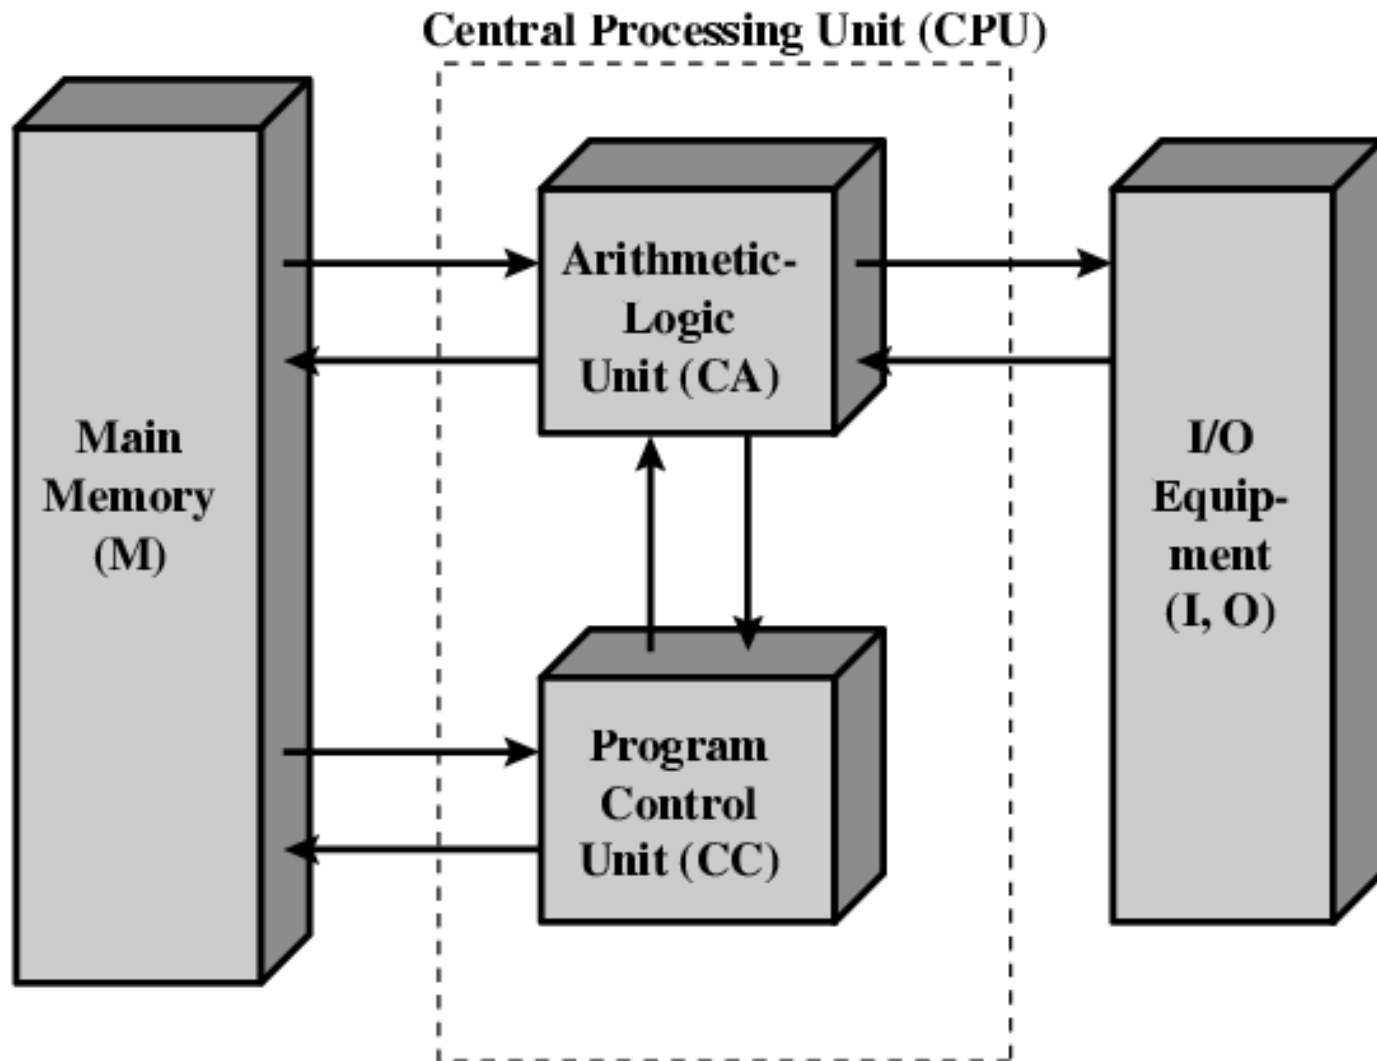 Central Processing Unit (CPU)
Main
Memory
(M)
Arithmetic-
Logic
Unit (CA)
Program
Control
Unit (CC)
I/O
Equip-
ment
(I, O)